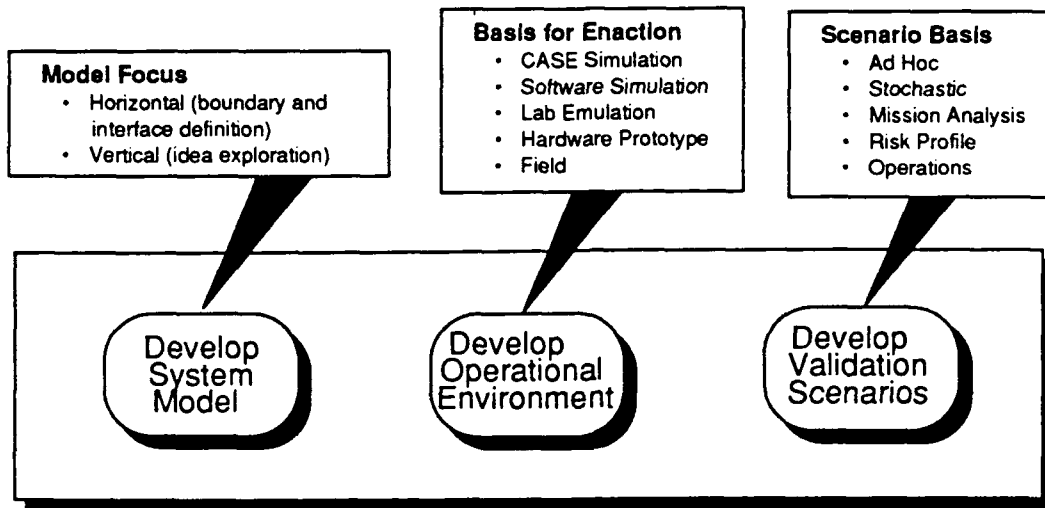 Model Focus
• Horizontal (boundary and
interface definition)
• Vertical (idea exploration)
Basis for Enaction
• CASE Simulation
• Software Simulation
• Lab Emulation
• Hardware Prototype
• Field
Scenario Basis
• Ad Hoc
• Stochastic
• Mission Analysis
• Risk Profile
• Operations
Develop
System
Model
Develop
Operational
Environment
Develop
Validation
Scenarios